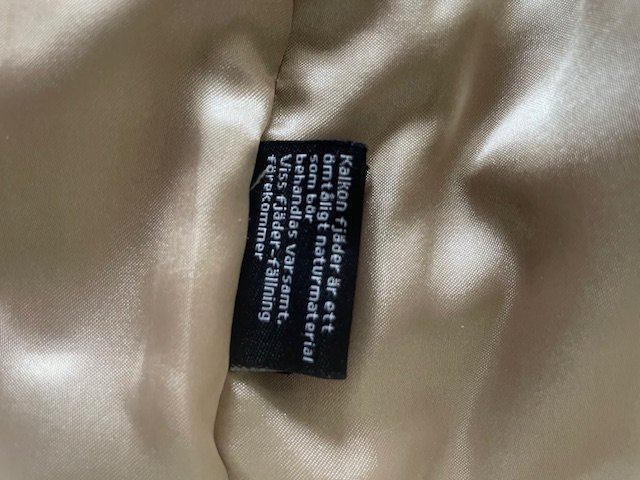 Kalkon fjäder är ett
ömtåligt naturmaterial
som bör
behandlas varsamt.
Viss fjäder-fällning
förekommer